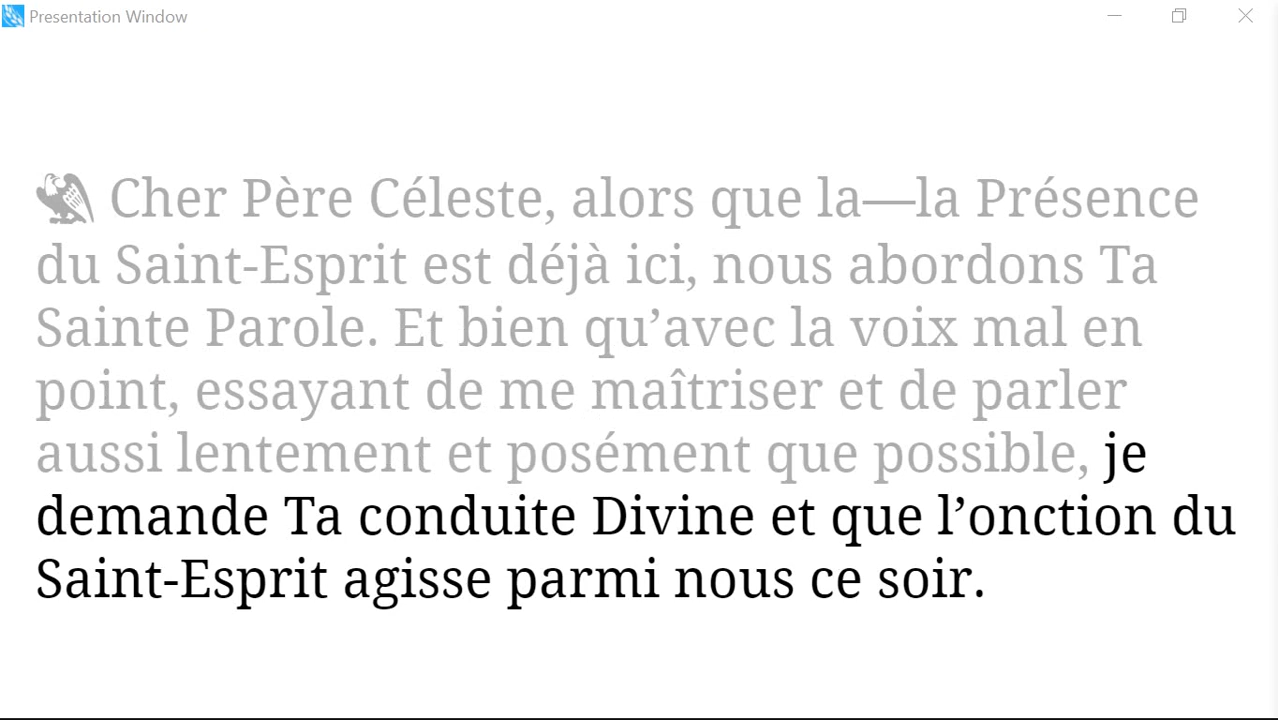 Presentation Window
Cher Père Céleste, alors que la—la Présence
du Saint-Esprit est déjà ici, nous abordons Ta
Sainte Parole. Et bien qu’avec la voix mal en
point, essayant de me maîtriser et de parler
aussi lentement et posément que possible, je
demande Ta conduite Divine et que l’onction du
Saint-Esprit agisse parmi nous ce soir.